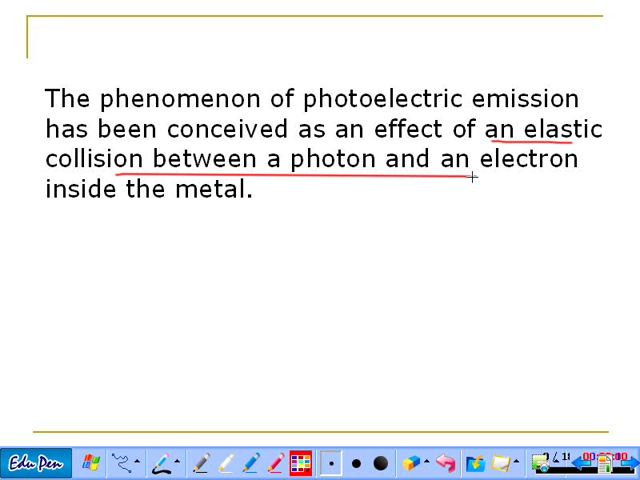 The phenomenon of photoelectric emission
has been conceived as an effect of an elastic
collision between a photon and an electron
inside the metal.
Edu Pen